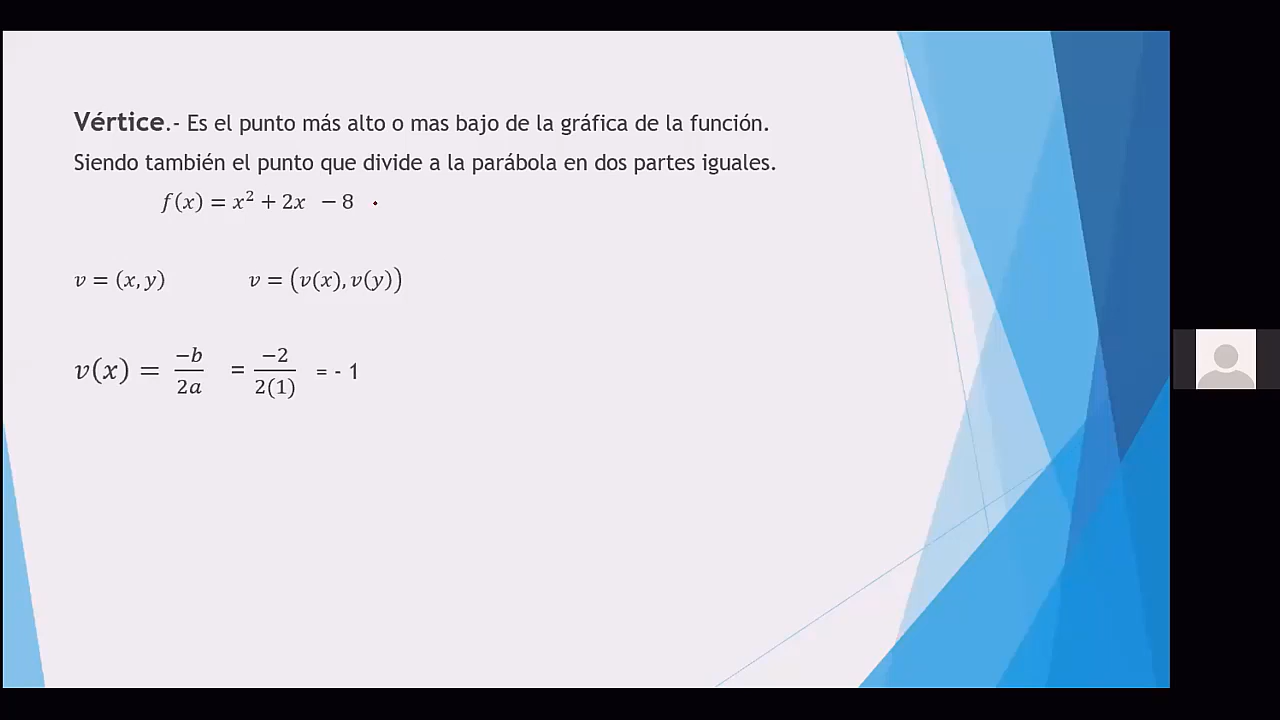 Vértice.- Es el punto más alto o mas bajo de la gráfica de la función.
Siendo también el punto que divide a la parábola en dos partes iguales.
f(x) = x² + 2x − 8
v = (x, y) v = (v(x), v(y))
v(x) = −b/2a = −2/2(1) = - 1